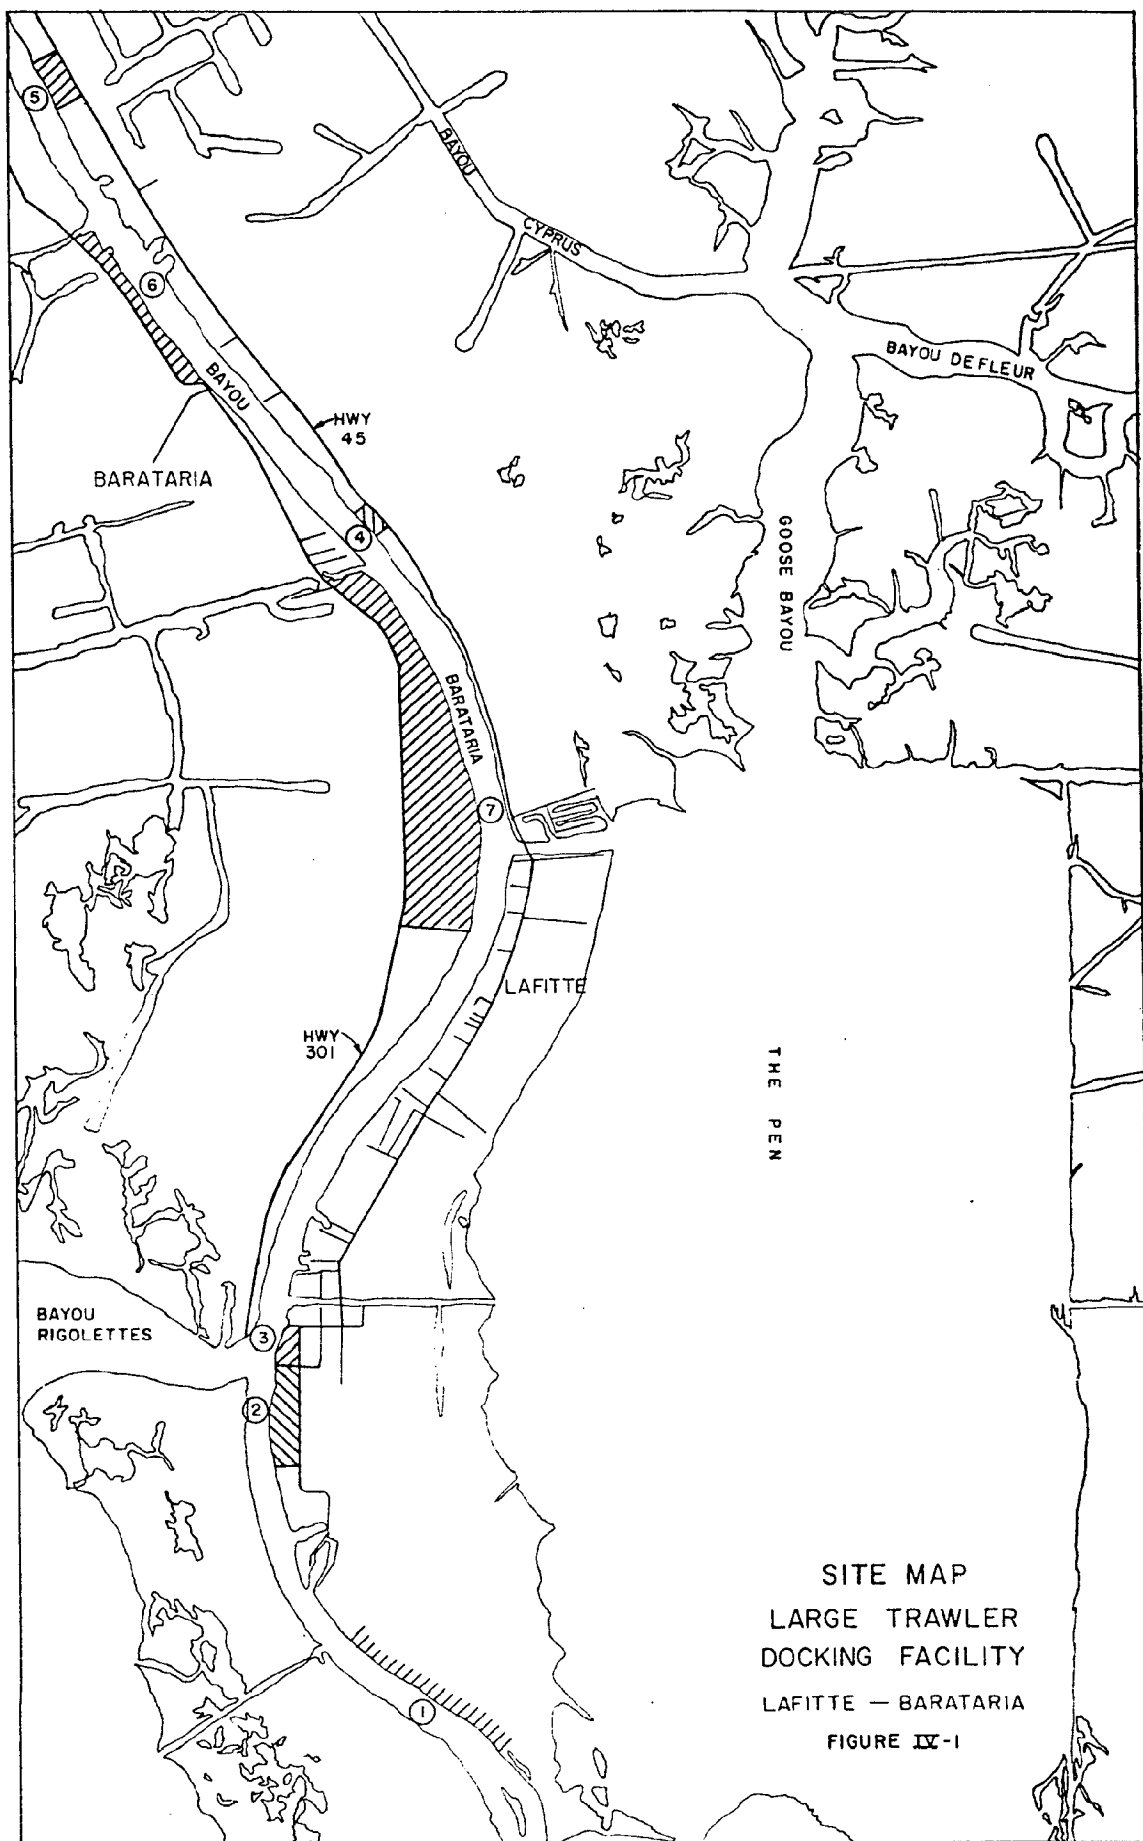 5
BAYOU
CYPRUS
6
BAYOU
BAYOU DEFLEUR
HWY
45
BARATARIA
4
GOOSE BAYOU
BARATARIA
7
LAFITTE
HWY
301
THE PEN
BAYOU
RIGOLETTES
3
2
1
SITE MAP
LARGE TRAWLER
DOCKING FACILITY
LAFITTE — BARATARIA
FIGURE IV-1